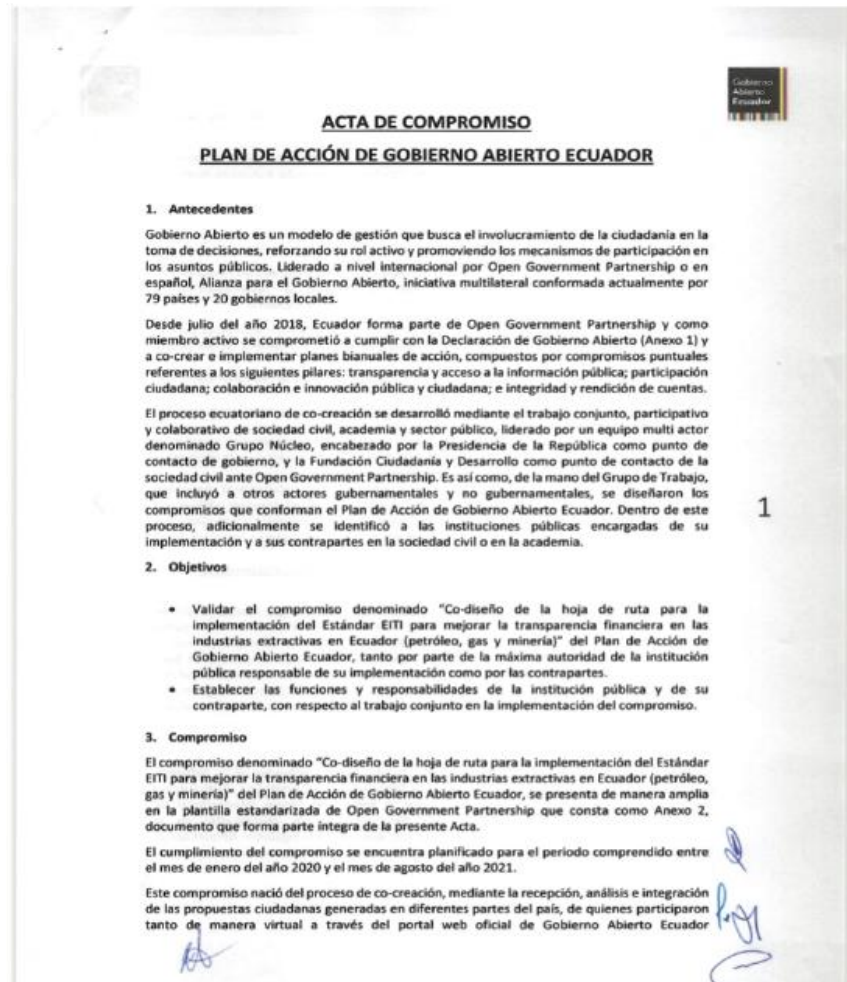 Gobierno
Abierto
Ecuador
ACTA DE COMPROMISO
PLAN DE ACCIÓN DE GOBIERNO ABIERTO ECUADOR
1. Antecedentes
Gobierno Abierto es un modelo de gestión que busca el involucramiento de la ciudadanía en la
toma de decisiones, reforzando su rol activo y promoviendo los mecanismos de participación en
los asuntos públicos. Liderado a nivel internacional por Open Government Partnership o en
español, Alianza para el Gobierno Abierto, iniciativa multilateral conformada actualmente por
79 países y 20 gobiernos locales.
Desde julio del año 2018, Ecuador forma parte de Open Government Partnership y como
miembro activo se comprometió a cumplir con la Declaración de Gobierno Abierto (Anexo 1) y
a co-crear e implementar planes bianuales de acción, compuestos por compromisos puntuales
referentes a los siguientes pilares: transparencia y acceso a la información pública; participación
ciudadana; colaboración e innovación pública y ciudadana; e integridad y rendición de cuentas.
El proceso ecuatoriano de co-creación se desarrolló mediante el trabajo conjunto, participativo
y colaborativo de sociedad civil, academia y sector público, liderado por un equipo multi actor
denominado Grupo Núcleo, encabezado por la Presidencia de la República como punto de
contacto de gobierno, y la Fundación Ciudadanía y Desarrollo como punto de contacto de la
sociedad civil ante Open Government Partnership. Es así como, de la mano del Grupo de Trabajo,
que incluyó a otros actores gubernamentales y no gubernamentales, se diseñaron los
compromisos que conforman el Plan de Acción de Gobierno Abierto Ecuador. Dentro de este
proceso, adicionalmente se identificó a las instituciones públicas encargadas de su
implementación y a sus contrapartes en la sociedad civil o en la academia.
1
2. Objetivos
• Validar el compromiso denominado "Co-diseño de la hoja de ruta para la
implementación del Estándar EITI para mejorar la transparencia financiera en las
industrias extractivas en Ecuador (petróleo, gas y minería)" del Plan de Acción de
Gobierno Abierto Ecuador, tanto por parte de la máxima autoridad de la institución
pública responsable de su implementación como por las contrapartes.
• Establecer las funciones y responsabilidades de la institución pública y de su
contraparte, con respecto al trabajo conjunto en la implementación del compromiso.
3. Compromiso
El compromiso denominado "Co-diseño de la hoja de ruta para la implementación del Estándar
EITI para mejorar la transparencia financiera en las industrias extractivas en Ecuador (petróleo,
gas y minería)" del Plan de Acción de Gobierno Abierto Ecuador, se presenta de manera amplia
en la plantilla estandarizada de Open Government Partnership que consta como Anexo 2,
documento que forma parte íntegra de la presente Acta.
El cumplimiento del compromiso se encuentra planificado para el periodo comprendido entre
el mes de enero del año 2020 y el mes de agosto del año 2021.
Este compromiso nació del proceso de co-creación, mediante la recepción, análisis e integración
de las propuestas ciudadanas generadas en diferentes partes del país, de quienes participaron
tanto de manera virtual a través del portal web oficial de Gobierno Abierto Ecuador